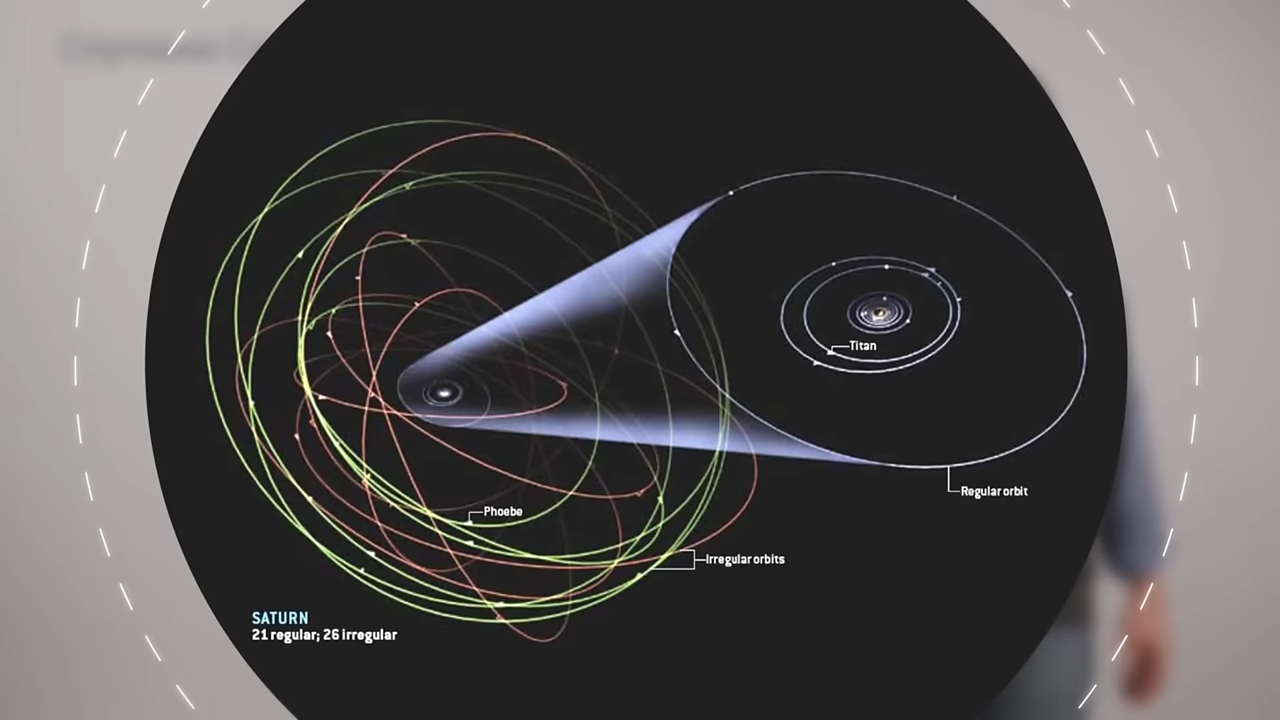 Titan
Regular orbit
Phoebe
Irregular orbits
SATURN
21 regular; 26 irregular